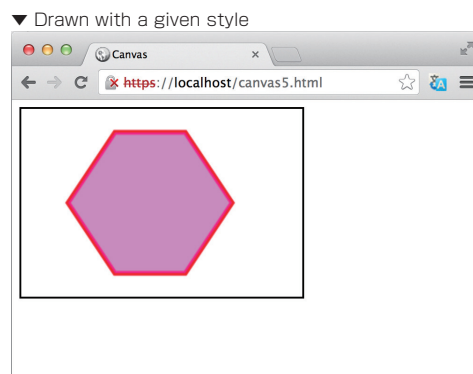 ▼ Drawn with a given style
Canvas
https://localhost/canvas5.html